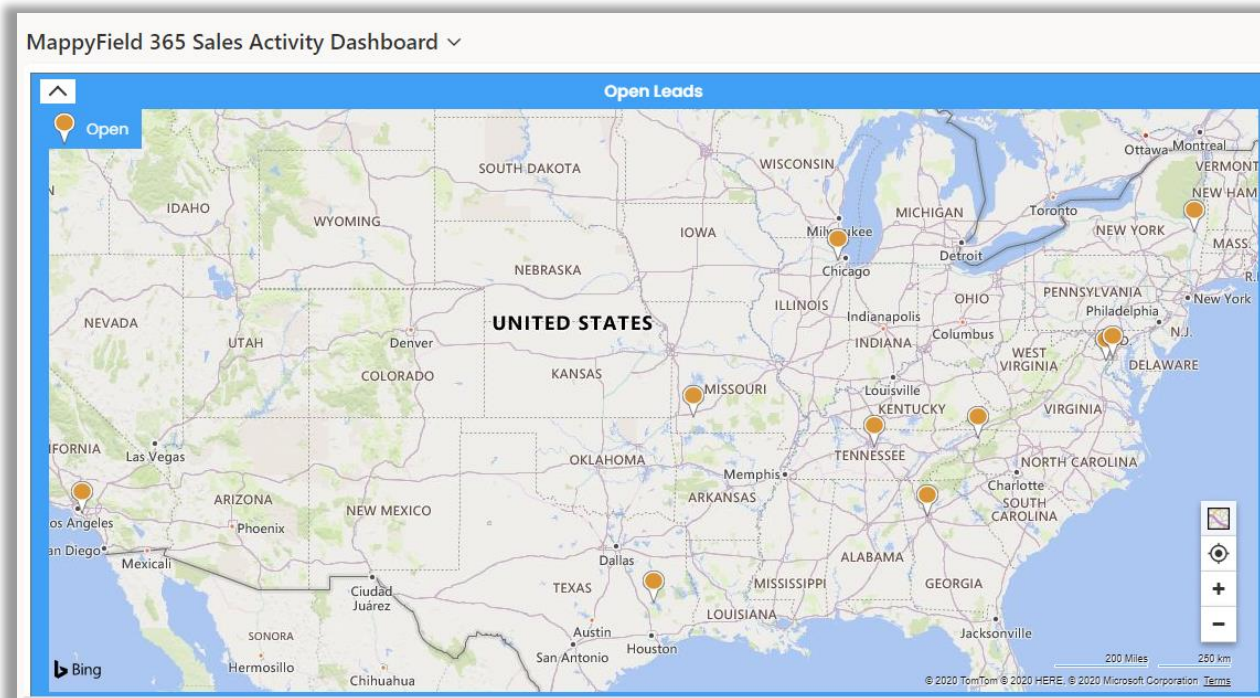 MappyField 365 Sales Activity Dashboard
Open Leads
Open
Ottawa
Montreal
VERMONT
NEW HAM
WISCONSIN
SOUTH DAKOTA
IDAHO
WYOMING
MICHIGAN
Toronto
NEW YORK
IOWA
MASS
Detroit
Chicago
NEBRASKA
ILLINOIS
OHIO
PENNSYLVANIA
New York
Philadelphia
NEVADA
UNITED STATES
Indianapolis
INDIANA
Columbus
N.J.
UTAH
Denver
WEST
VIRGINIA
DELAWARE
COLORADO
KANSAS
MISSOURI
Louisville
KENTUCKY
VIRGINIA
IFORNIA
Las Vegas
OKLAHOMA
TENNESSEE
NORTH CAROLINA
Memphis
Charlotte
ARIZONA
NEW MEXICO
ARKANSAS
SOUTH
CAROLINA
os Angeles
Phoenix
an Diego
Mexicali
Dallas
ALABAMA
GEORGIA
TEXAS
MISSISSIPPI
Ciudad
Juárez
LOUISIANA
SONORA
Austin
Houston
Jacksonville
San Antonio
Hermosillo
Chihuahua
Bing
200 Miles
250 km
© 2020 TomTom © 2020 HERE, © 2020 Microsoft Corporation Terms